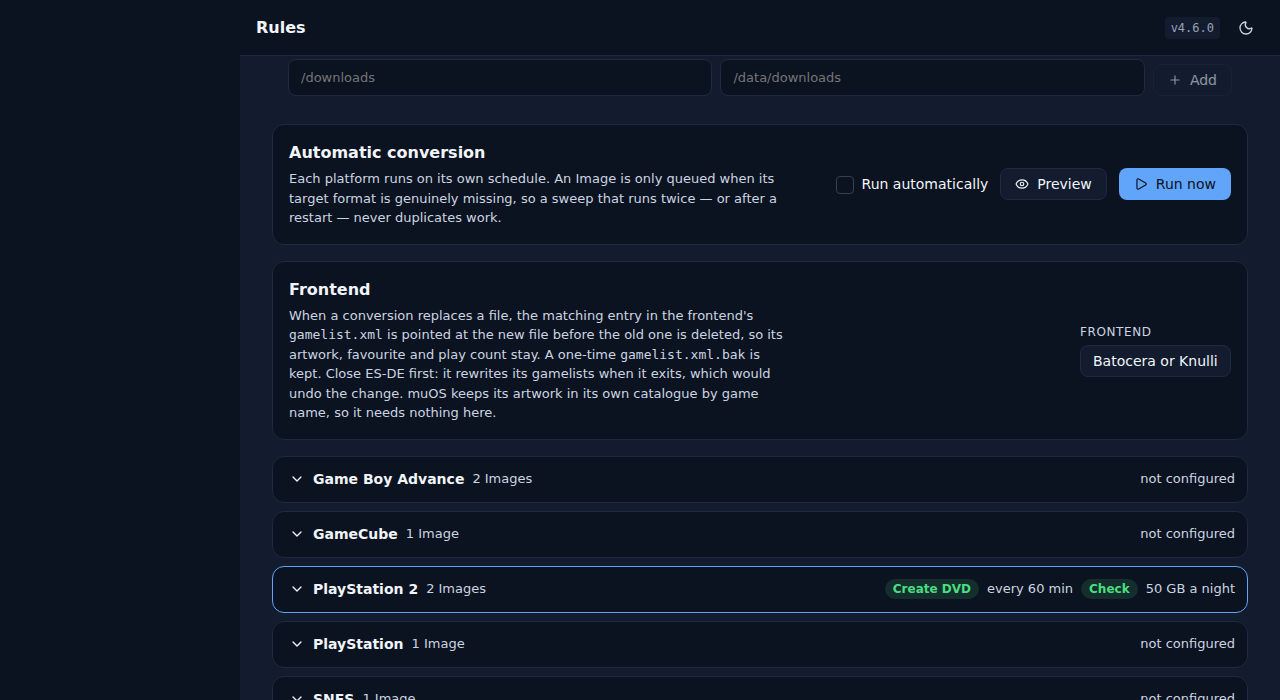 Rules
v4.6.0
/downloads
/data/downloads
Add
Automatic conversion
Each platform runs on its own schedule. An Image is only queued when its
target format is genuinely missing, so a sweep that runs twice — or after a
restart — never duplicates work.
Run automatically
Preview
Run now
Frontend
When a conversion replaces a file, the matching entry in the frontend's
gamelist.xml is pointed at the new file before the old one is deleted, so its
artwork, favourite and play count stay. A one-time gamelist.xml.bak is
kept. Close ES-DE first: it rewrites its gamelists when it exits, which would
undo the change. muOS keeps its artwork in its own catalogue by game
name, so it needs nothing here.
FRONTEND
Batocera or Knulli
Game Boy Advance 2 Images not configured
GameCube 1 Image not configured
PlayStation 2 2 Images Create DVD every 60 min Check 50 GB a night
PlayStation 1 Image not configured
SNES 1 Image not configured